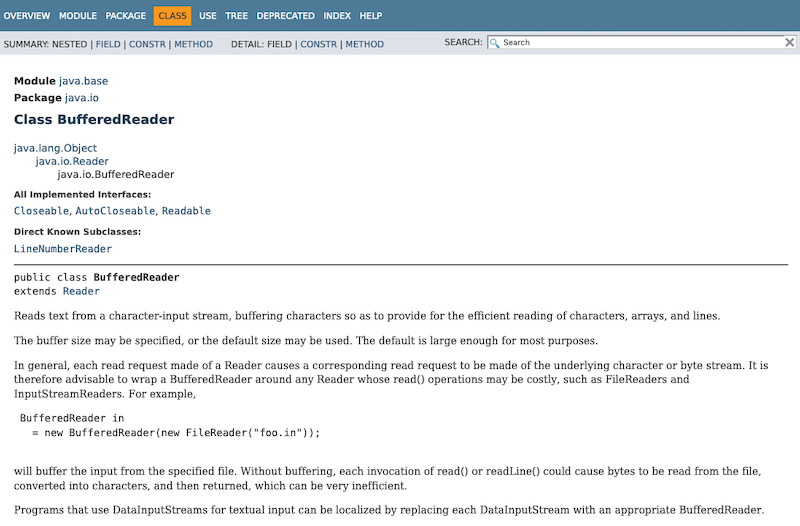 OVERVIEW MODULE PACKAGE CLASS USE TREE DEPRECATED INDEX HELP
SUMMARY: NESTED | FIELD | CONSTR | METHOD DETAIL: FIELD | CONSTR | METHOD SEARCH: Search
Module java.base
Package java.io
Class BufferedReader
java.lang.Object
java.io.Reader
java.io.BufferedReader
All Implemented Interfaces:
Closeable, AutoCloseable, Readable
Direct Known Subclasses:
LineNumberReader
public class BufferedReader
extends Reader
Reads text from a character-input stream, buffering characters so as to provide for the efficient reading of characters, arrays, and lines.
The buffer size may be specified, or the default size may be used. The default is large enough for most purposes.
In general, each read request made of a Reader causes a corresponding read request to be made of the underlying character or byte stream. It is
therefore advisable to wrap a BufferedReader around any Reader whose read() operations may be costly, such as FileReaders and
InputStreamReaders. For example,
BufferedReader in
= new BufferedReader(new FileReader("foo.in"));
will buffer the input from the specified file. Without buffering, each invocation of read() or readLine() could cause bytes to be read from the file,
converted into characters, and then returned, which can be very inefficient.
Programs that use DataInputStreams for textual input can be localized by replacing each DataInputStream with an appropriate BufferedReader.